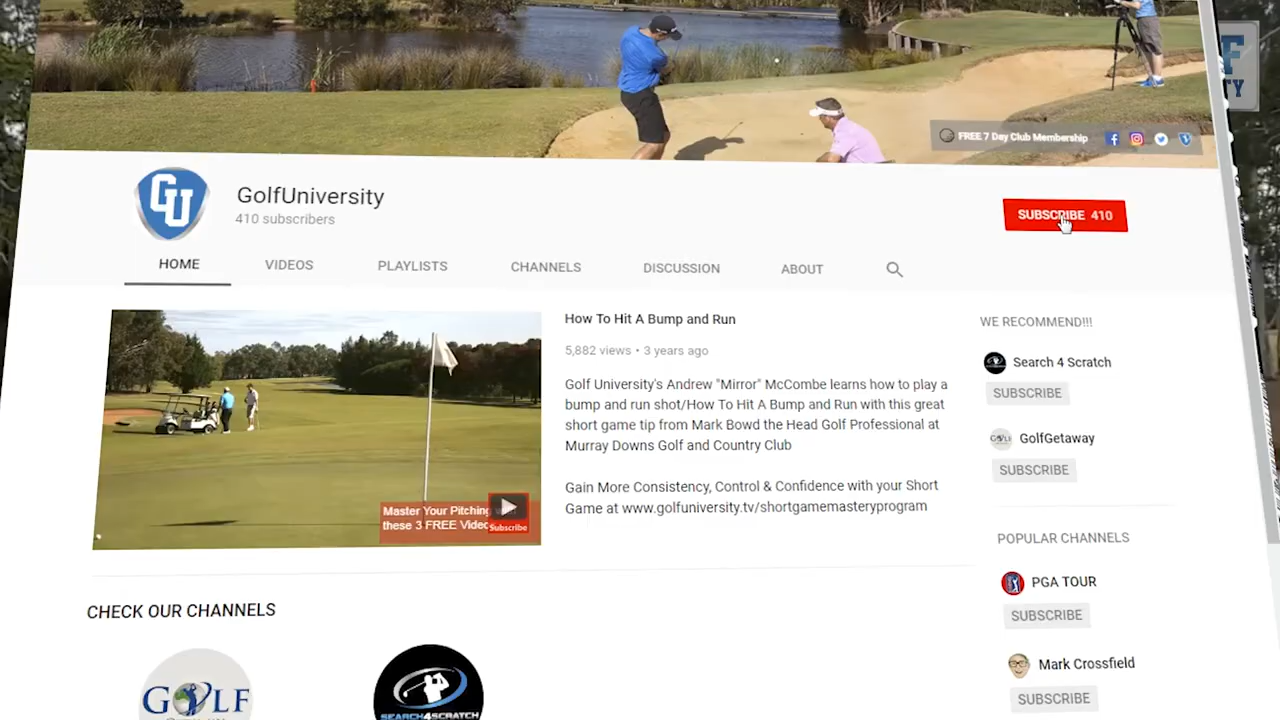 F
TY
FREE 7 Day Club Membership
GU
GolfUniversity
410 subscribers
SUBSCRIBE 410
HOME
VIDEOS
PLAYLISTS
CHANNELS
DISCUSSION
ABOUT
How To Hit A Bump and Run
5,882 views • 3 years ago
Golf University's Andrew "Mirror" McCombe learns how to play a
bump and run shot/How To Hit A Bump and Run with this great
short game tip from Mark Bowd the Head Golf Professional at
Murray Downs Golf and Country Club
Gain More Consistency, Control & Confidence with your Short
Game at www.golfuniversity.tv/shortgamemasteryprogram
Master Your Pitching
these 3 FREE
Subscribe
WE RECOMMEND!!!
Search 4 Scratch
SUBSCRIBE
GolfGetaway
SUBSCRIBE
POPULAR CHANNELS
PGA TOUR
SUBSCRIBE
Mark Crossfield
SUBSCRIBE
CHECK OUR CHANNELS
GOLF
SEARCH4SCRATCH